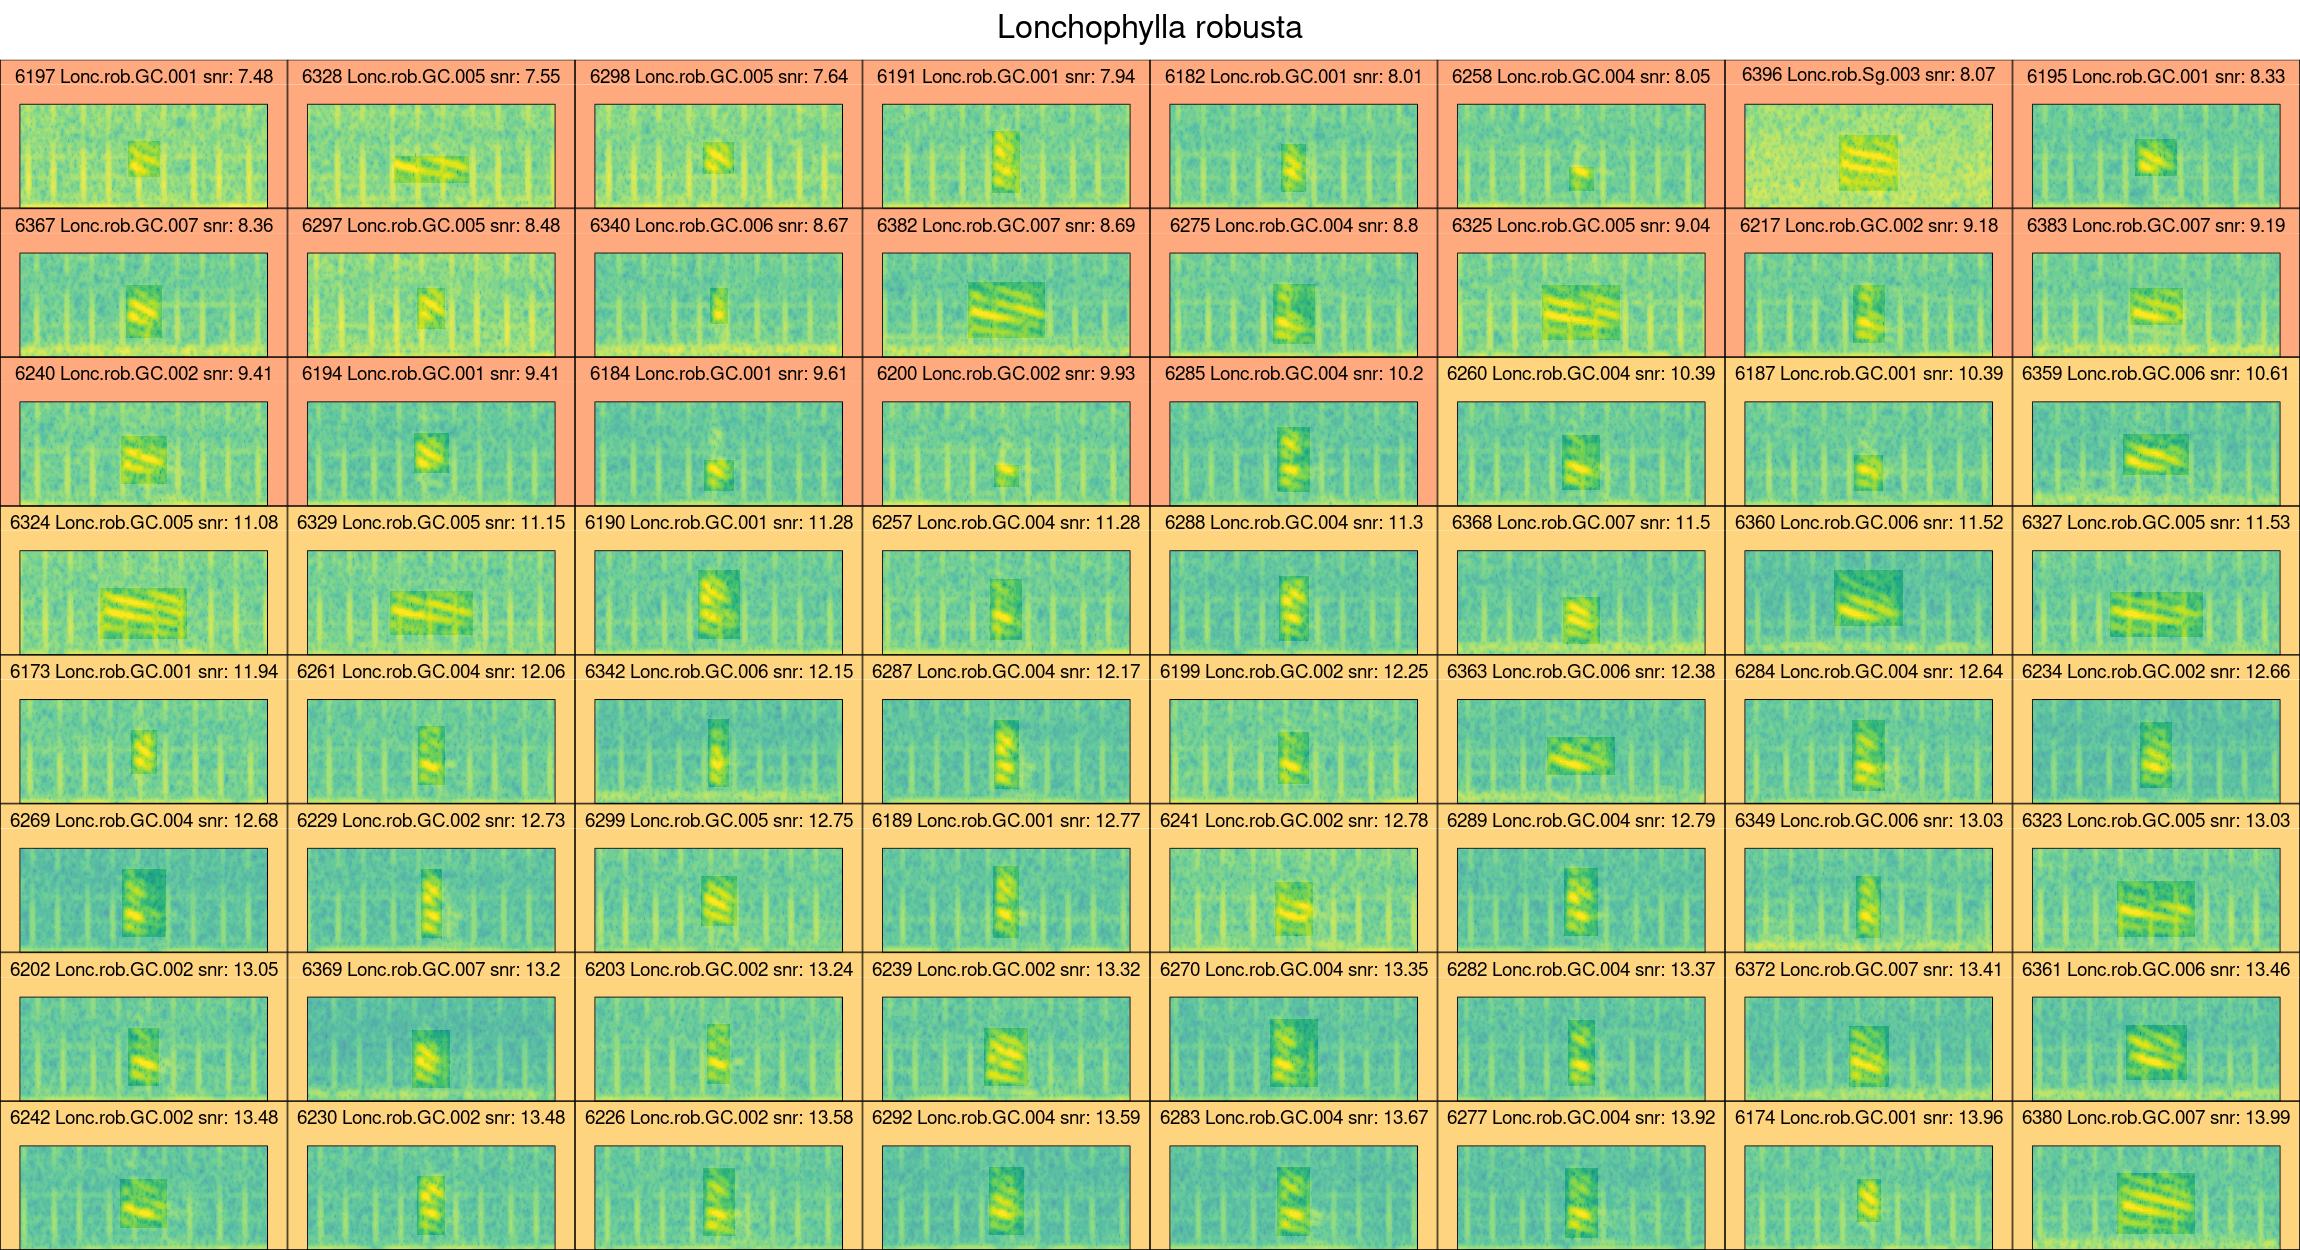 Lonchophylla robusta
6197 Lonc.rob.GC.001 snr: 7.48
6328 Lonc.rob.GC.005 snr: 7.55
6298 Lonc.rob.GC.005 snr: 7.64
6191 Lonc.rob.GC.001 snr: 7.94
6182 Lonc.rob.GC.001 snr: 8.01
6258 Lonc.rob.GC.004 snr: 8.05
6396 Lonc.rob.Sg.003 snr: 8.07
6195 Lonc.rob.GC.001 snr: 8.33
6367 Lonc.rob.GC.007 snr: 8.36
6297 Lonc.rob.GC.005 snr: 8.48
6340 Lonc.rob.GC.006 snr: 8.67
6382 Lonc.rob.GC.007 snr: 8.69
6275 Lonc.rob.GC.004 snr: 8.8
6325 Lonc.rob.GC.005 snr: 9.04
6217 Lonc.rob.GC.002 snr: 9.18
6383 Lonc.rob.GC.007 snr: 9.19
6240 Lonc.rob.GC.002 snr: 9.41
6194 Lonc.rob.GC.001 snr: 9.41
6184 Lonc.rob.GC.001 snr: 9.61
6200 Lonc.rob.GC.002 snr: 9.93
6285 Lonc.rob.GC.004 snr: 10.2
6260 Lonc.rob.GC.004 snr: 10.39
6187 Lonc.rob.GC.001 snr: 10.39
6359 Lonc.rob.GC.006 snr: 10.61
6324 Lonc.rob.GC.005 snr: 11.08
6329 Lonc.rob.GC.005 snr: 11.15
6190 Lonc.rob.GC.001 snr: 11.28
6257 Lonc.rob.GC.004 snr: 11.28
6288 Lonc.rob.GC.004 snr: 11.3
6368 Lonc.rob.GC.007 snr: 11.5
6360 Lonc.rob.GC.006 snr: 11.52
6327 Lonc.rob.GC.005 snr: 11.53
6173 Lonc.rob.GC.001 snr: 11.94
6261 Lonc.rob.GC.004 snr: 12.06
6342 Lonc.rob.GC.006 snr: 12.15
6287 Lonc.rob.GC.004 snr: 12.17
6199 Lonc.rob.GC.002 snr: 12.25
6363 Lonc.rob.GC.006 snr: 12.38
6284 Lonc.rob.GC.004 snr: 12.64
6234 Lonc.rob.GC.002 snr: 12.66
6269 Lonc.rob.GC.004 snr: 12.68
6229 Lonc.rob.GC.002 snr: 12.73
6299 Lonc.rob.GC.005 snr: 12.75
6189 Lonc.rob.GC.001 snr: 12.77
6241 Lonc.rob.GC.002 snr: 12.78
6289 Lonc.rob.GC.004 snr: 12.79
6349 Lonc.rob.GC.006 snr: 13.03
6323 Lonc.rob.GC.005 snr: 13.03
6202 Lonc.rob.GC.002 snr: 13.05
6369 Lonc.rob.GC.007 snr: 13.2
6203 Lonc.rob.GC.002 snr: 13.24
6239 Lonc.rob.GC.002 snr: 13.32
6270 Lonc.rob.GC.004 snr: 13.35
6282 Lonc.rob.GC.004 snr: 13.37
6372 Lonc.rob.GC.007 snr: 13.41
6361 Lonc.rob.GC.006 snr: 13.46
6242 Lonc.rob.GC.002 snr: 13.48
6230 Lonc.rob.GC.002 snr: 13.48
6226 Lonc.rob.GC.002 snr: 13.58
6292 Lonc.rob.GC.004 snr: 13.59
6283 Lonc.rob.GC.004 snr: 13.67
6277 Lonc.rob.GC.004 snr: 13.92
6174 Lonc.rob.GC.001 snr: 13.96
6380 Lonc.rob.GC.007 snr: 13.99